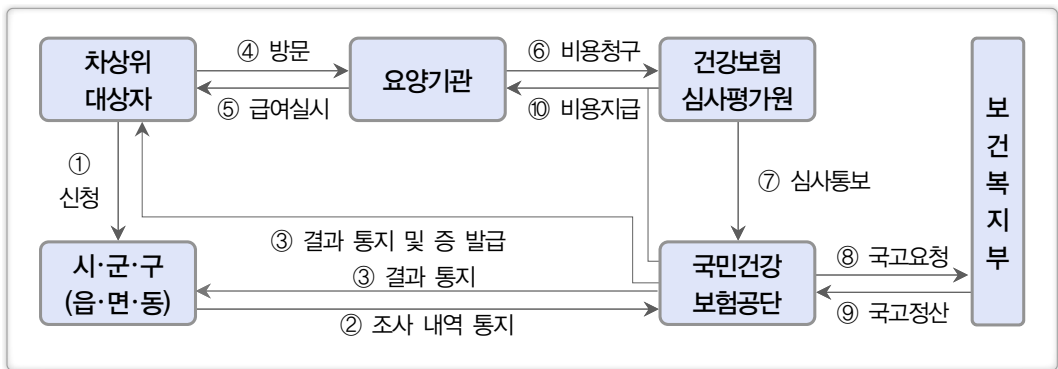 차상위
대상자
④ 방문
⑤ 급여실시
요양기관
⑥ 비용청구
⑩ 비용지급
건강보험
심사평가원
보
건
복
지
부
①
신청
⑦ 심사통보
③ 결과 통지 및 증 발급
시·군·구
(읍·면·동)
③ 결과 통지
② 조사 내역 통지
국민건강
보험공단
⑧ 국고요청
⑨ 국고정산